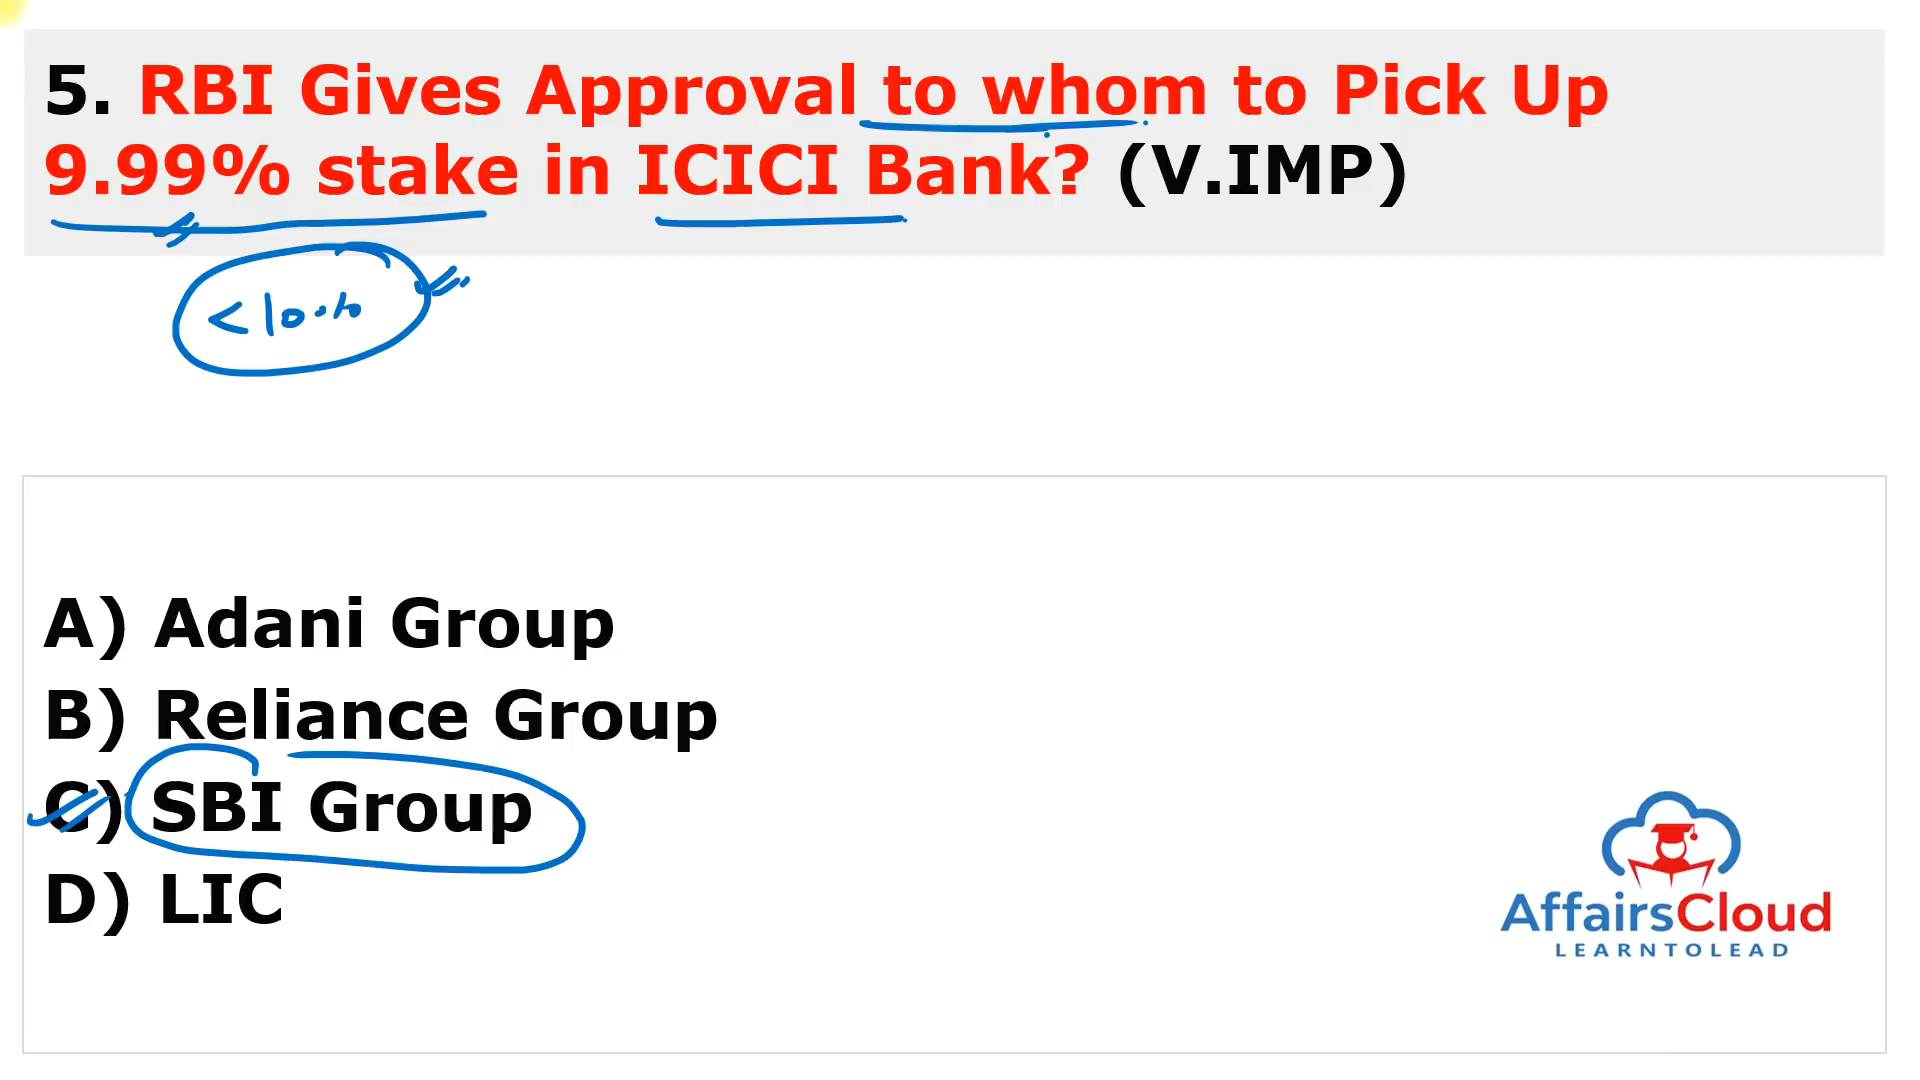 5. RBI Gives Approval to whom to Pick Up
9.99% stake in ICICI Bank? (V.IMP)
< 10%
A) Adani Group
B) Reliance Group
C) SBI Group
D) LIC
AffairsCloud
LEARNTOLEAD